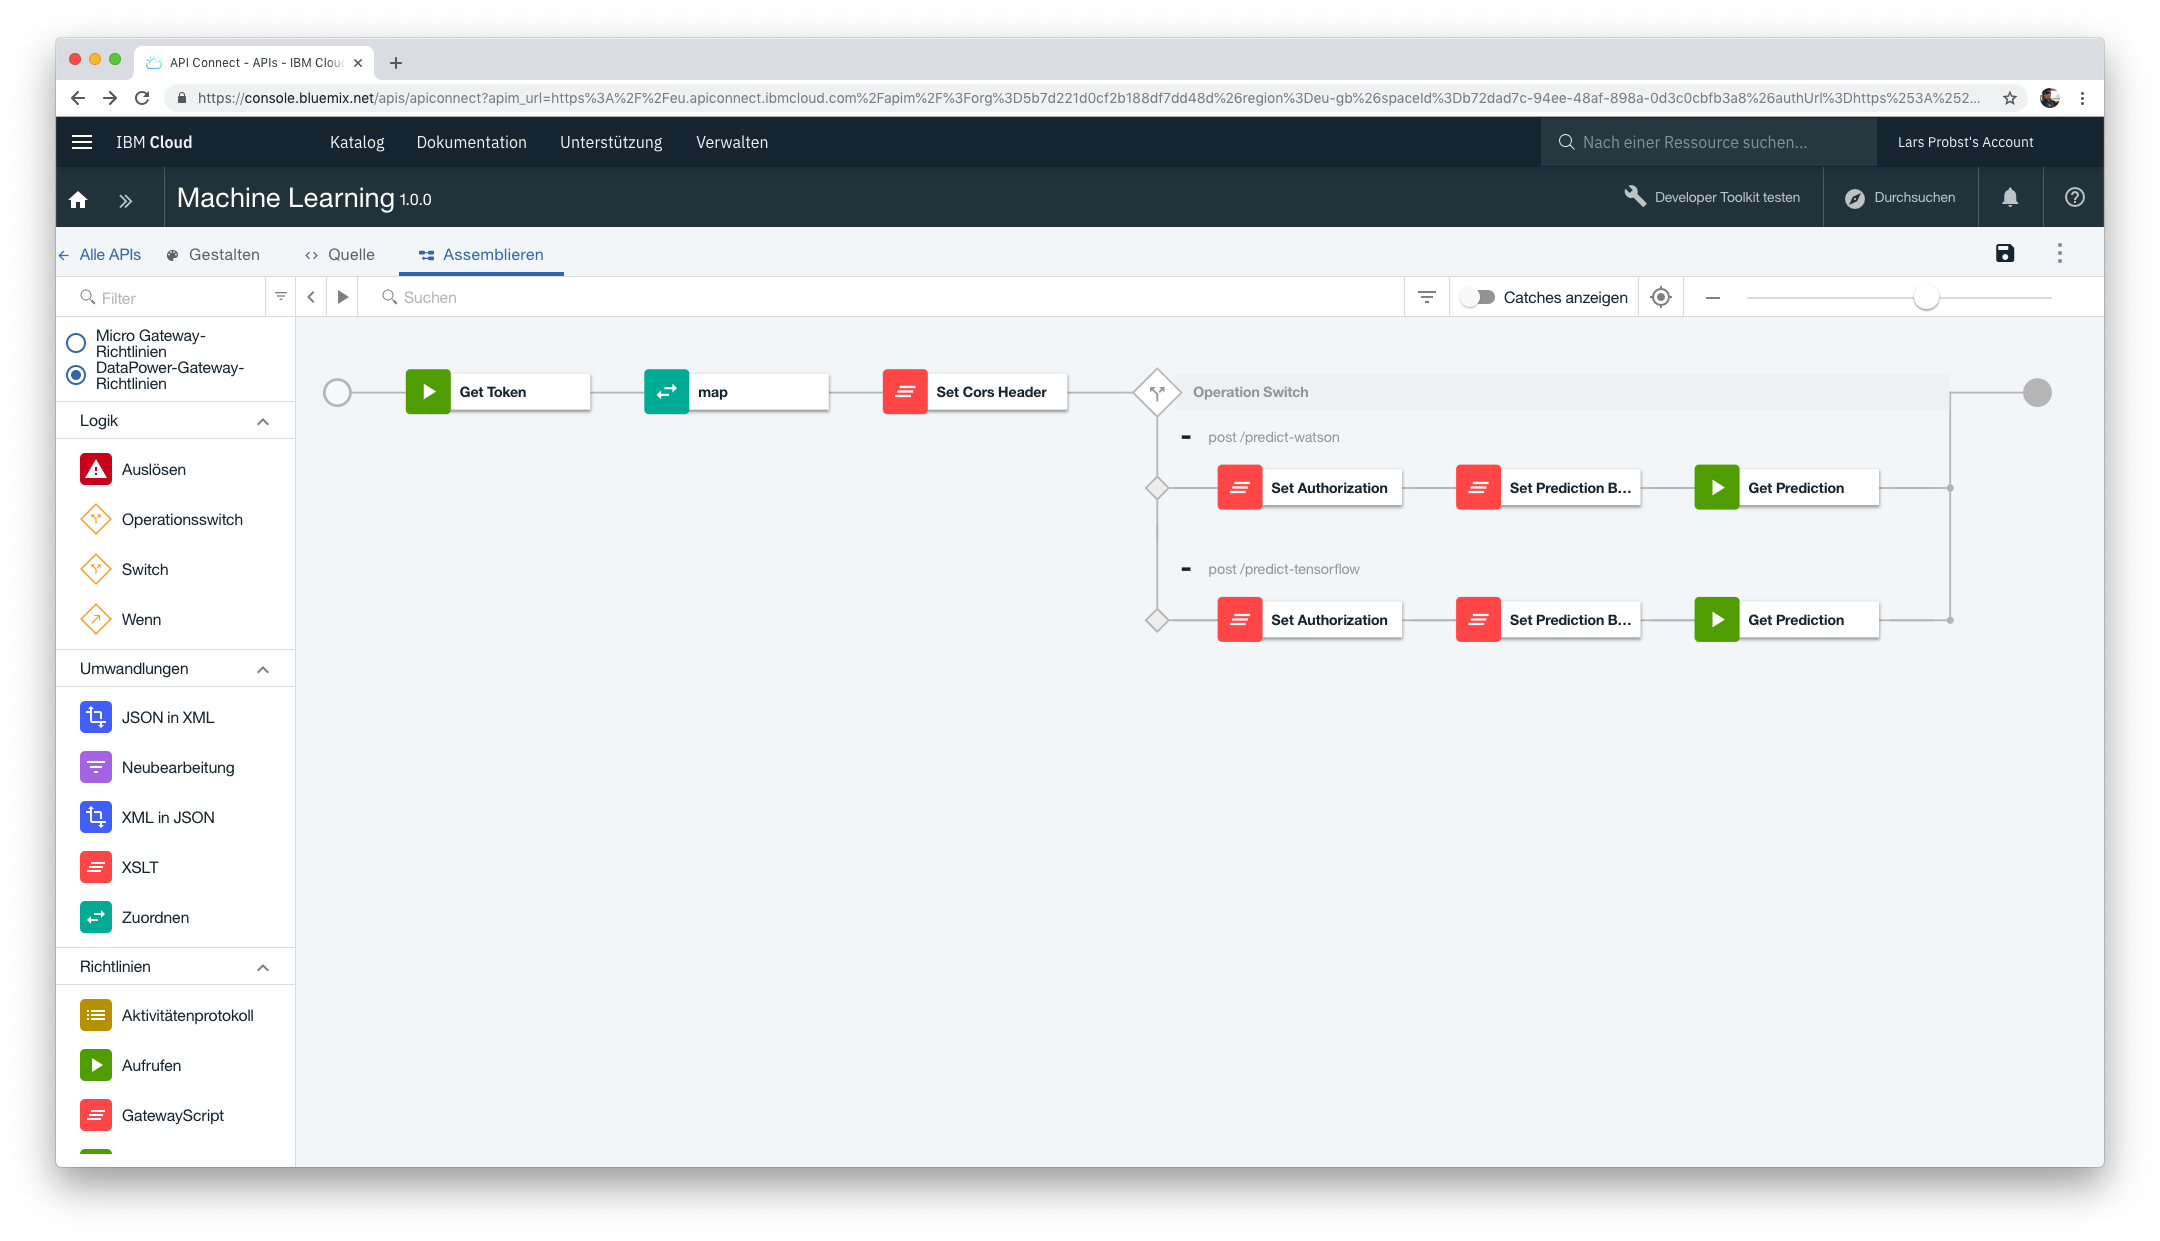 API Connect - APIs - IBM Clou
https://console.bluemix.net/apis/apiconnect?apim_url=https%3A%2F%2Feu.apiconnect.ibmcloud.com%2Fapim%2F%3Forg%3D5b7d221d0cf2b188df7dd48d%26region%3Deu-gb%26spaceId%3Db72dad7c-94ee-48af-898a-0d3c0cbfb3a8%26authUrl%3Dhttps%253A%252...
IBM Cloud
Katalog
Dokumentation
Unterstützung
Verwalten
Nach einer Ressource suchen...
Lars Probst's Account
Machine Learning 1.0.0
Developer Toolkit testen
Durchsuchen
Alle APIs
Gestalten
Quelle
Assemblieren
Filter
Suchen
Catches anzeigen
Micro Gateway-
Richtlinien
DataPower-Gateway-
Richtlinien
Logik
Auslösen
Operationsswitch
Switch
Wenn
Umwandlungen
JSON in XML
Neubearbeitung
XML in JSON
XSLT
Zuordnen
Richtlinien
Aktivitätenprotokoll
Aufrufen
GatewayScript
Get Token
map
Set Cors Header
Operation Switch
post /predict-watson
Set Authorization
Set Prediction B...
Get Prediction
post /predict-tensorflow
Set Authorization
Set Prediction B...
Get Prediction